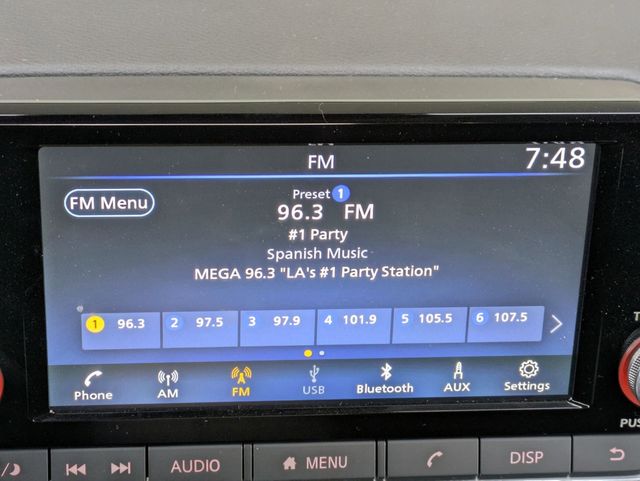 FM
7:48
FM Menu
Preset 1
96.3 FM
#1 Party
Spanish Music
MEGA 96.3 "LA's #1 Party Station"
1 96.3 2 97.5 3 97.9 4 101.9 5 105.5 6 107.5
Phone AM FM USB Bluetooth AUX Settings
AUDIO MENU DISP